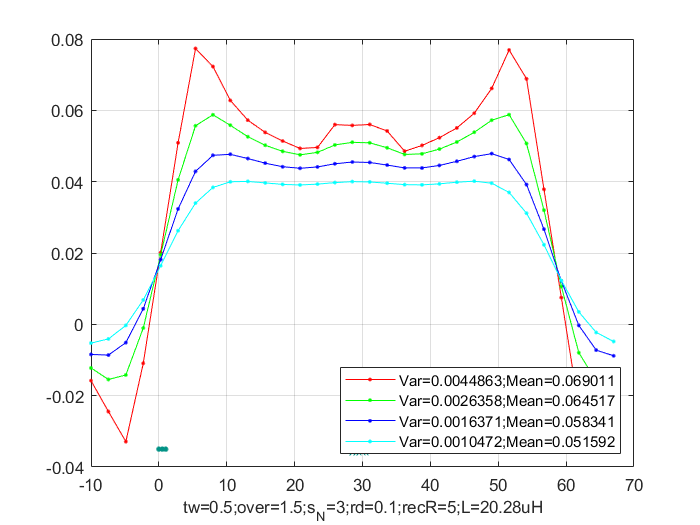 0.08
0.06
0.04
0.02
0
-0.02
-0.04
Var=0.0044863;Mean=0.069011
Var=0.0026358;Mean=0.064517
Var=0.0016371;Mean=0.058341
Var=0.0010472;Mean=0.051592
-10 0 10 20 30 40 50 60 70
tw=0.5;over=1.5;s_N=3;rd=0.1;recR=5;L=20.28uH